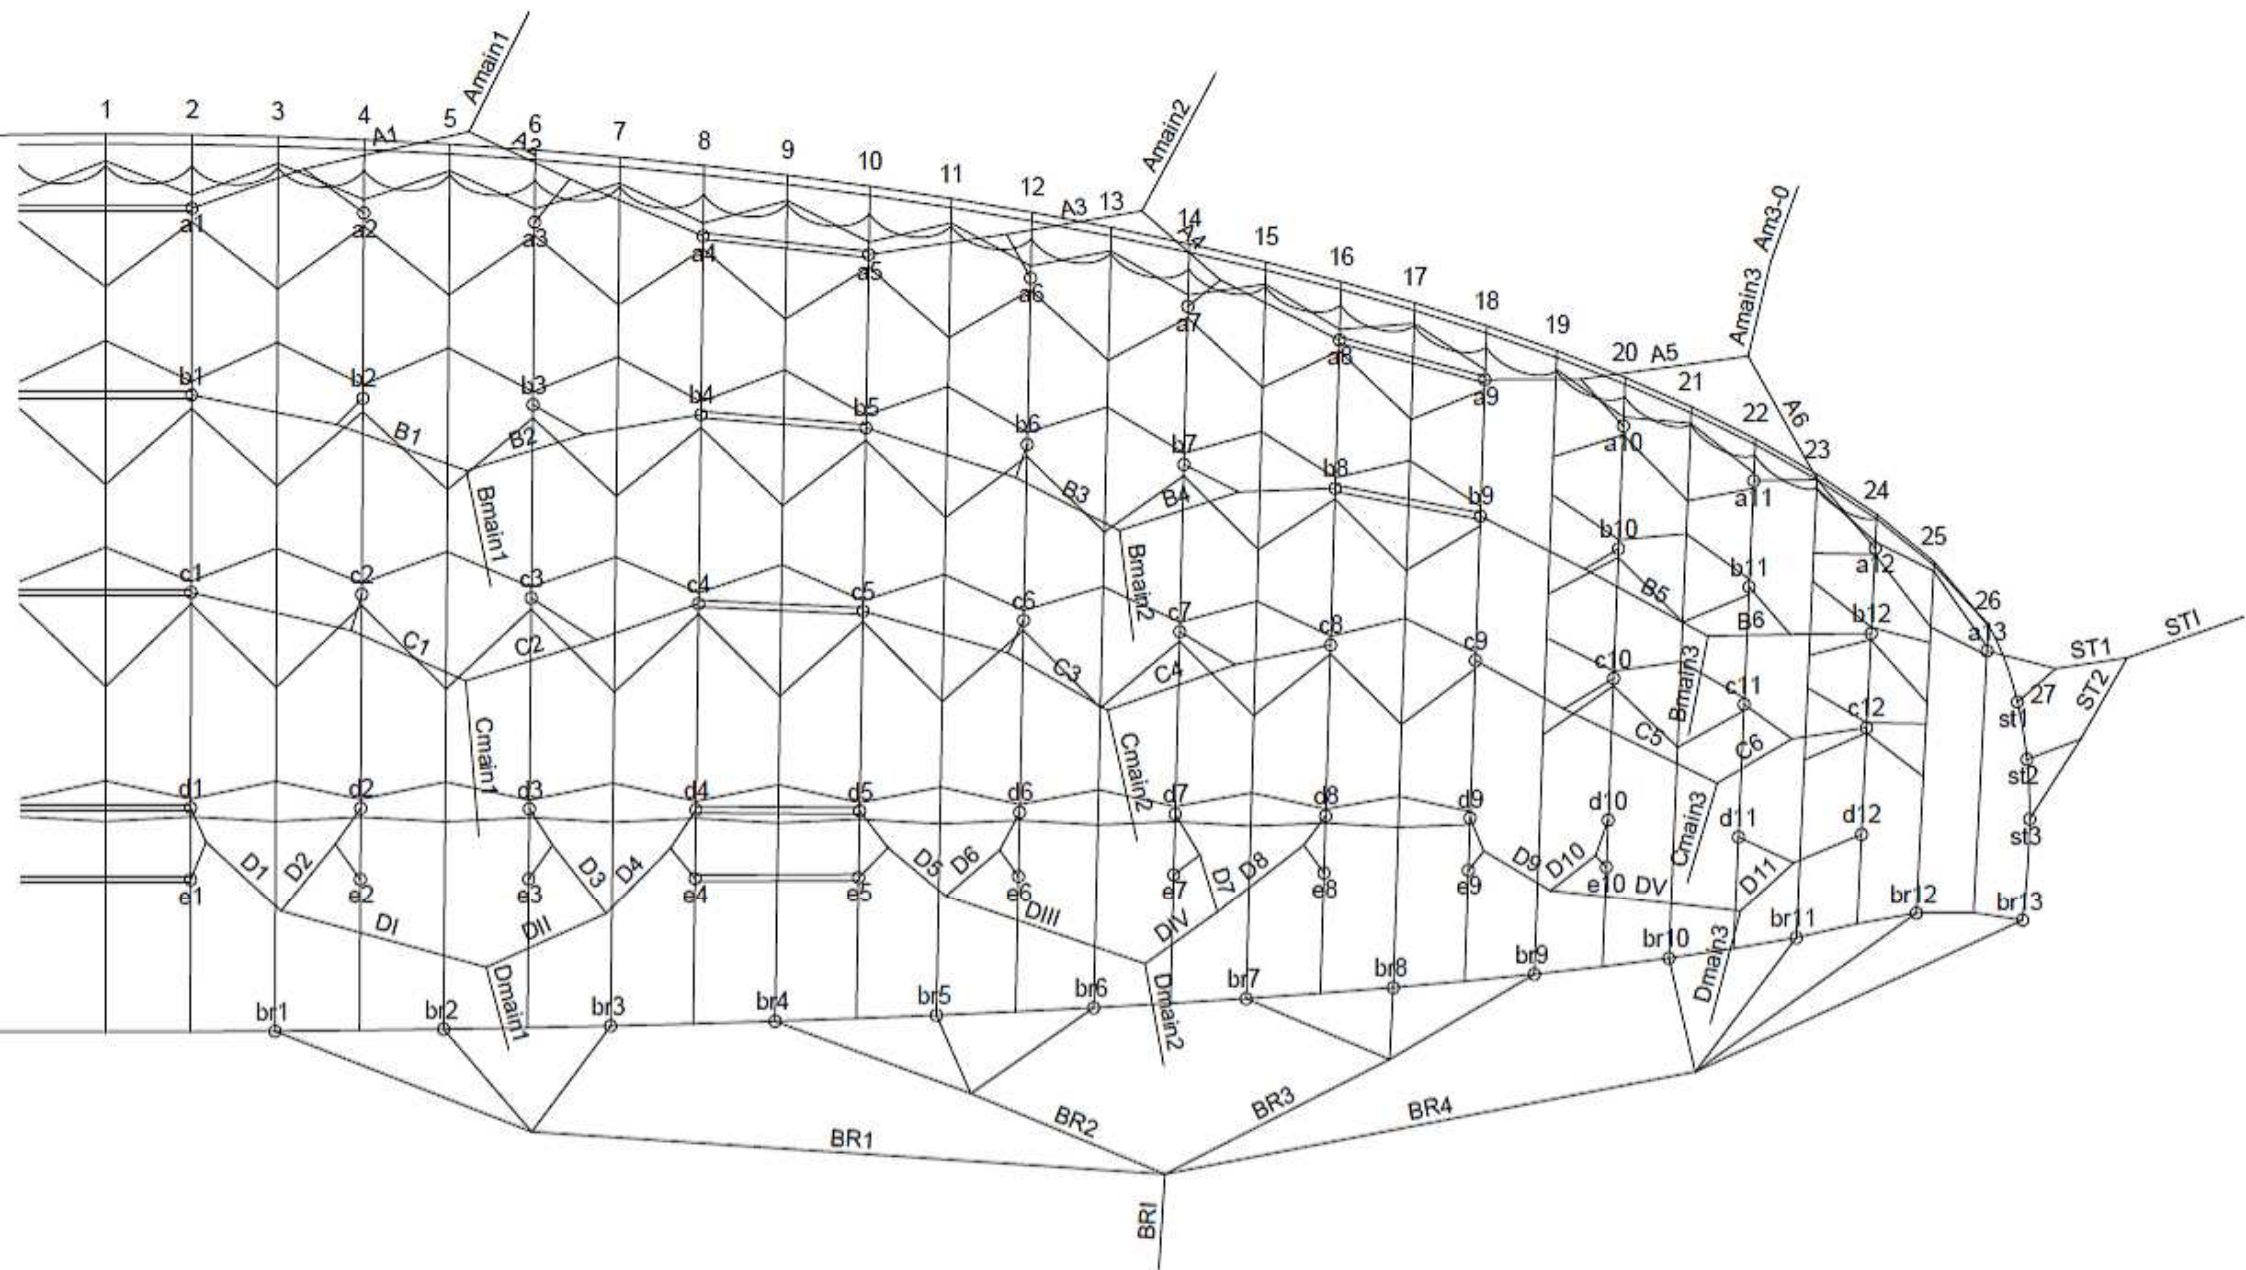 1 2 3 4 5 6 7 8 9 10 11 12 13 14 15 16 17 18 19 20 21 22 23 24 25 26 27
Amain1 Amain2 Amain3 Am3-0
A1 A2 A3 A4 A5 A6
a1 a2 a3 a4 a5 a6 a7 a8 a9 a10 a11 a12 a13
b1 b2 b3 b4 b5 b6 b7 b8 b9 b10 b11 b12
B1 B2 B3 B4 B5 B6
Bmain1 Bmain2 Bmain3
c1 c2 c3 c4 c5 c6 c7 c8 c9 c10 c11 c12
C1 C2 C3 C4 C5 C6
Cmain1 Cmain2 Cmain3
ST1 STI ST2
st1 st2 st3
d1 d2 d3 d4 d5 d6 d7 d8 d9 d10 d11 d12
D1 D2 D3 D4 D5 D6 D7 D8 D9 D10 D11
e1 e2 e3 e4 e5 e6 e7 e8 e9 e10
DI DII DIII DIV DV
Dmain1 Dmain2 Dmain3
br1 br2 br3 br4 br5 br6 br7 br8 br9 br10 br11 br12 br13
BR1 BR2 BR3 BR4
BRI